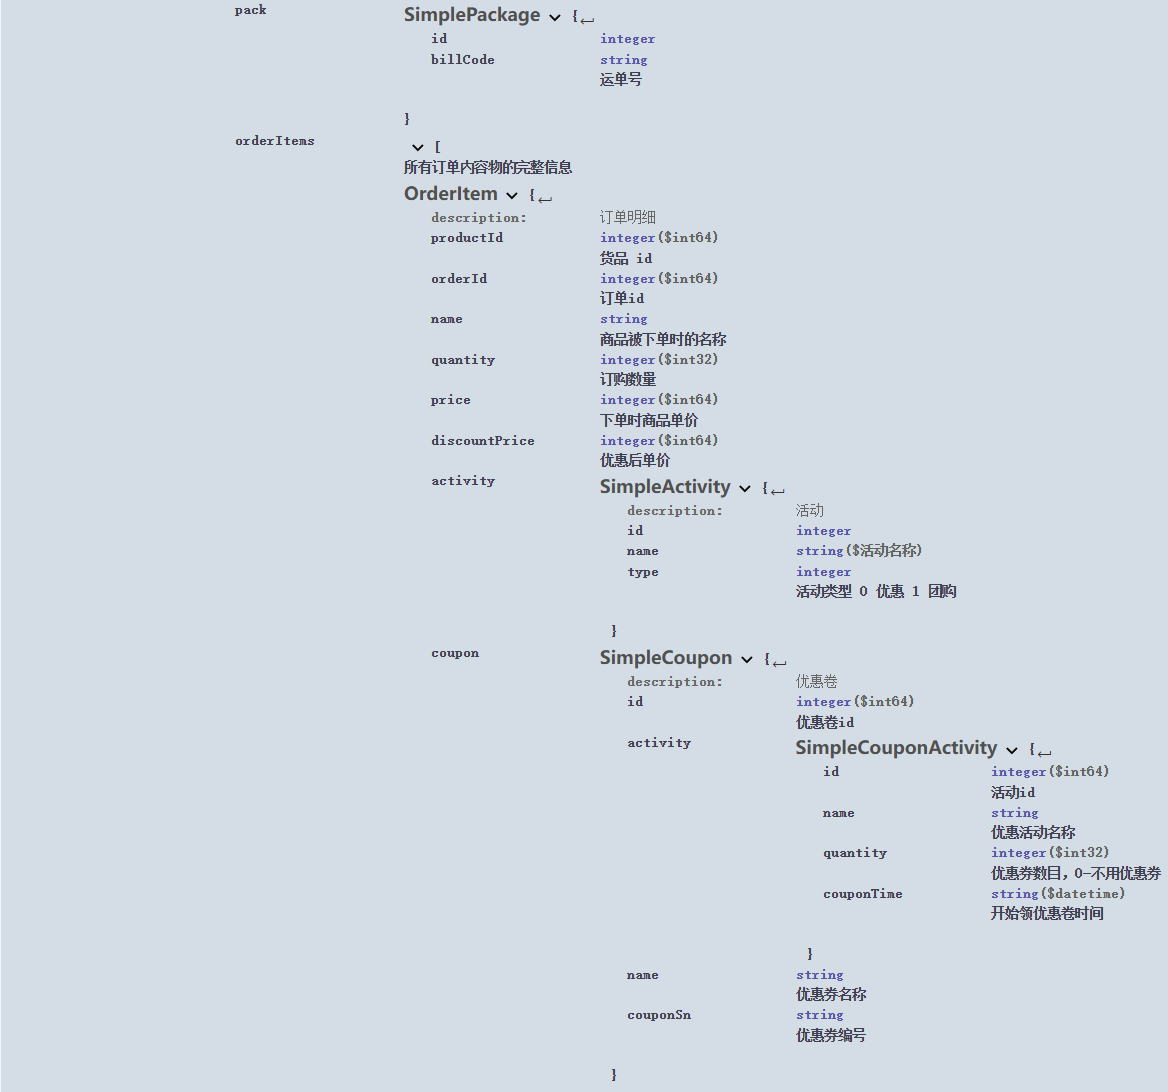 pack SimplePackage {
id integer
billCode string
运单号
}
orderItems [
所有订单内容物的完整信息
OrderItem {
description: 订单明细
productId integer($int64)
货品 id
orderId integer($int64)
订单id
name string
商品被下单时的名称
quantity integer($int32)
订购数量
price integer($int64)
下单时商品单价
discountPrice integer($int64)
优惠后单价
activity SimpleActivity {
description: 活动
id integer
name string($活动名称)
type integer
活动类型 0 优惠 1 团购
}
coupon SimpleCoupon {
description: 优惠卷
id integer($int64)
优惠卷id
activity SimpleCouponActivity {
id integer($int64)
活动id
name string
优惠活动名称
quantity integer($int32)
优惠券数目，0-不用优惠券
couponTime string($datetime)
开始领优惠卷时间
}
name string
优惠券名称
couponSn string
优惠券编号
}